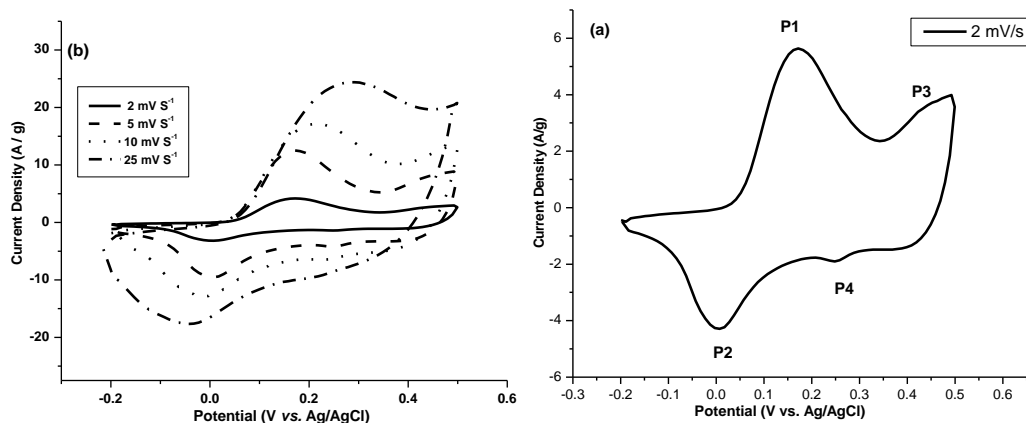 (b)
30
20
10
0
-10
-20
Current Density (A / g)
2 mV S⁻¹
5 mV S⁻¹
10 mV S⁻¹
25 mV S⁻¹
-0.2
0.0
0.2
0.4
0.6
Potential (V vs. Ag/AgCl)
(a)
P1
2 mV/s
P3
P4
P2
6
4
2
0
-2
-4
-6
Current Density (A/g)
-0.3
-0.2
-0.1
0.0
0.1
0.2
0.3
0.4
0.5
0.6
Potential (V vs. Ag/AgCl)